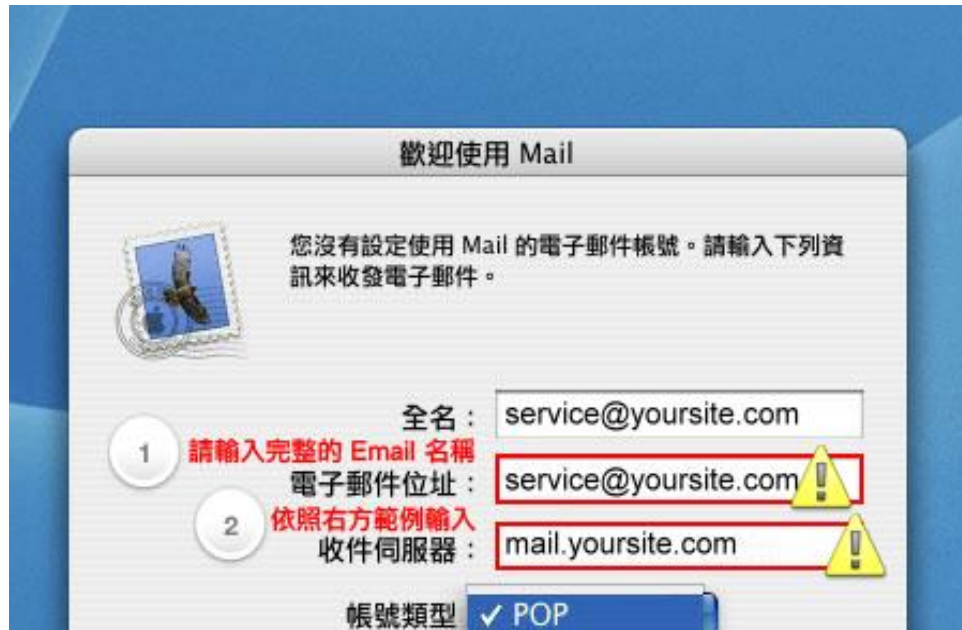 歡迎使用 Mail
您沒有設定使用 Mail 的電子郵件帳號。請輸入下列資
訊來收發電子郵件。
全名：service@yoursite.com
1 請輸入完整的 Email 名稱
電子郵件位址：service@yoursite.com
2 依照右方範例輸入
收件伺服器：mail.yoursite.com
帳號類型 ✓ POP